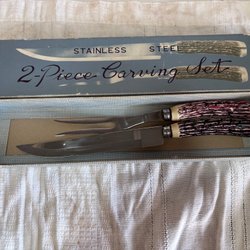 STAINLESS STEEL
2-Piece Carving Set